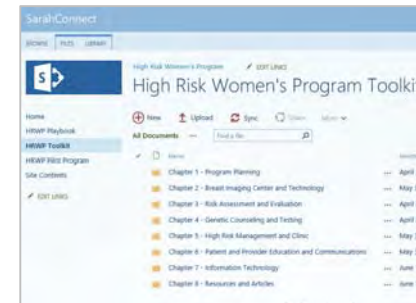 SarahConnect
BROWSE FILES LIBRARY
High Risk Women's Program EDIT LINKS
High Risk Women's Program Toolkit
New Upload Sync Share More
All Documents ... Find a file
Name
Home
HRWP Playbook
HRWP Toolkit
HRWP Pilot Program
Site Contents
EDIT LINKS
Chapter 1 - Program Planning ... April
Chapter 2 - Breast Imaging Center and Technology ... May
Chapter 3 - Risk Assessment and Evaluation ... April
Chapter 4 - Genetic Counseling and Testing ... April
Chapter 5 - High Risk Management and Clinic ... May
Chapter 6 - Patient and Provider Education and Communications ... May
Chapter 7 - Information Technology ... June
Chapter 8 - Resources and Articles ... June